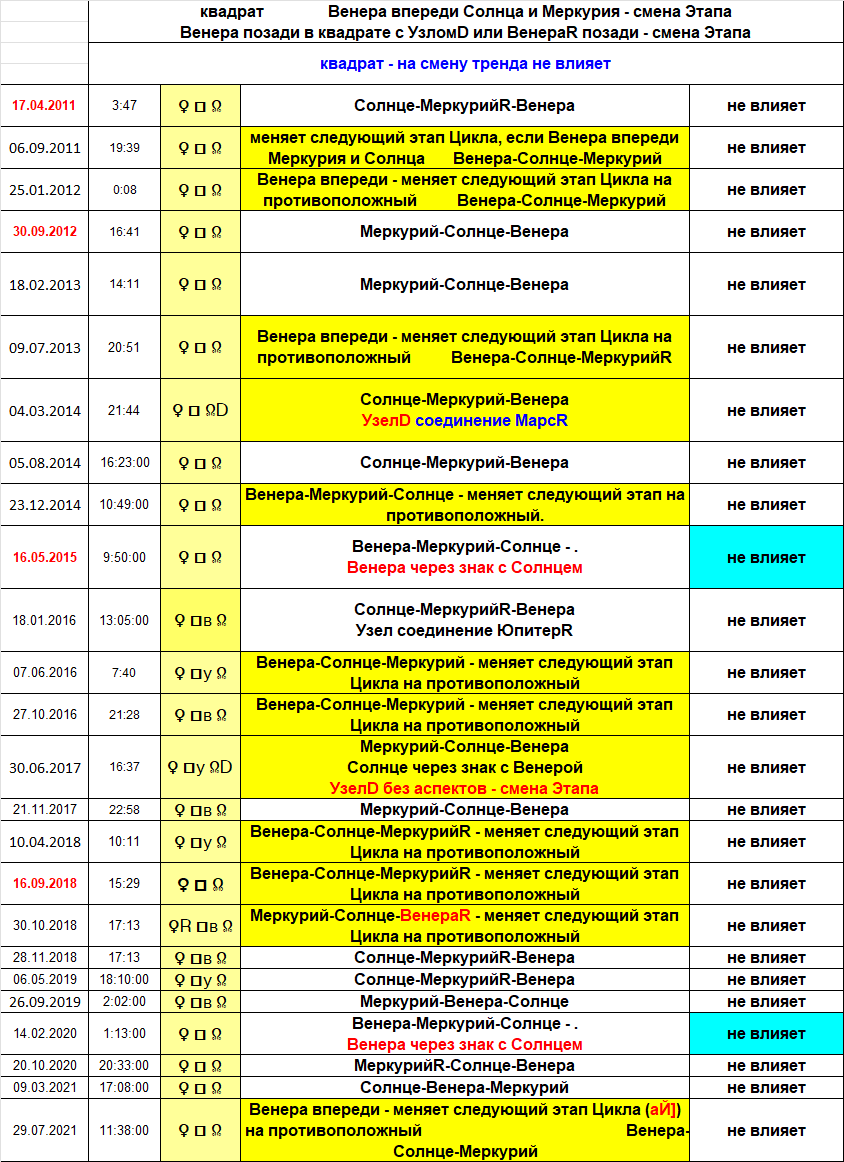 квадрат Венера впереди Солнца и Меркурия - смена Этапа
Венера позади в квадрате с УзломD или ВенераR позади - смена Этапа
квадрат - на смену тренда не влияет
17.04.2011 3:47 ♀ □ ☊ Солнце-МеркурийR-Венера не влияет
06.09.2011 19:39 ♀ □ ☊ меняет следующий этап Цикла, если Венера впереди не влияет
Меркурия и Солнца Венера-Солнце-Меркурий
25.01.2012 0:08 ♀ □ ☊ Венера впереди - меняет следующий этап Цикла на не влияет
противоположный Венера-Солнце-Меркурий
30.09.2012 16:41 ♀ □ ☊ Меркурий-Солнце-Венера не влияет
18.02.2013 14:11 ♀ □ ☊ Меркурий-Солнце-Венера не влияет
09.07.2013 20:51 ♀ □ ☊ Венера впереди - меняет следующий этап Цикла на не влияет
противоположный Венера-Солнце-МеркурийR
04.03.2014 21:44 ♀ □ ☊D Солнце-Меркурий-Венера не влияет
УзелD соединение МарсR
05.08.2014 16:23:00 ♀ □ ☊ Солнце-Меркурий-Венера не влияет
23.12.2014 10:49:00 ♀ □ ☊ Венера-Меркурий-Солнце - меняет следующий этап на не влияет
противоположный.
16.05.2015 9:50:00 ♀ □ ☊ Венера-Меркурий-Солнце - . не влияет
Венера через знак с Солнцем
18.01.2016 13:05:00 ♀ □в ☊ Солнце-МеркурийR-Венера не влияет
Узел соединение ЮпитерR
07.06.2016 7:40 ♀ □у ☊ Венера-Солнце-Меркурий - меняет следующий этап не влияет
Цикла на противоположный
27.10.2016 21:28 ♀ □в ☊ Венера-Солнце-Меркурий - меняет следующий этап не влияет
Цикла на противоположный
30.06.2017 16:37 ♀ □у ☊D Меркурий-Солнце-Венера не влияет
Солнце через знак с Венерой
УзелD без аспектов - смена Этапа
21.11.2017 22:58 ♀ □в ☊ Меркурий-Солнце-Венера не влияет
10.04.2018 10:11 ♀ □у ☊ Венера-Солнце-МеркурийR - меняет следующий этап не влияет
Цикла на противоположный
16.09.2018 15:29 ♀ □ ☊ Венера-Солнце-МеркурийR - меняет следующий этап не влияет
Цикла на противоположный
30.10.2018 17:13 ♀R □в ☊ Меркурий-Солнце-ВенераR - меняет следующий этап не влияет
Цикла на противоположный
28.11.2018 17:13 ♀ □в ☊ Солнце-МеркурийR-Венера не влияет
06.05.2019 18:10:00 ♀ □у ☊ Солнце-МеркурийR-Венера не влияет
26.09.2019 2:02:00 ♀ □в ☊ Меркурий-Венера-Солнце не влияет
14.02.2020 1:13:00 ♀ □ ☊ Венера-Меркурий-Солнце - . не влияет
Венера через знак с Солнцем
20.10.2020 20:33:00 ♀ □ ☊ МеркурийR-Солнце-Венера не влияет
09.03.2021 17:08:00 ♀ □ ☊ Солнце-Венера-Меркурий не влияет
29.07.2021 11:38:00 ♀ □ ☊ Венера впереди - меняет следующий этап Цикла (аЙ]) не влияет
на противоположный Венера-
Солнце-Меркурий